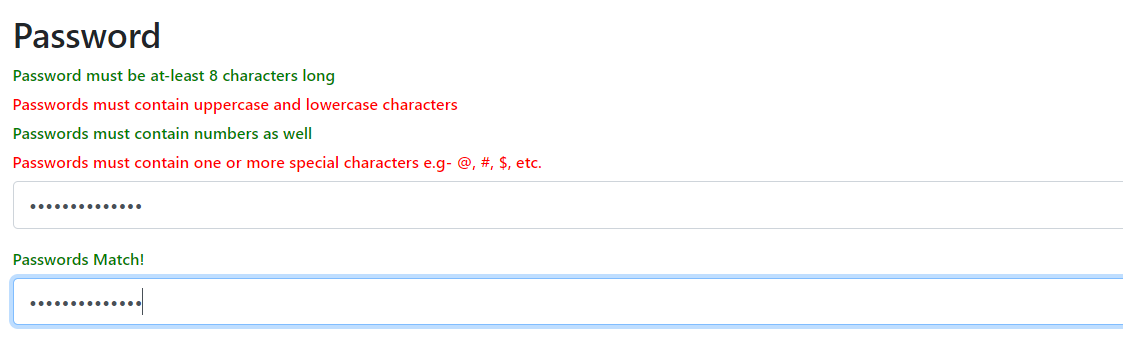 Password
Password must be at-least 8 characters long
Passwords must contain uppercase and lowercase characters
Passwords must contain numbers as well
Passwords must contain one or more special characters e.g- @, #, $, etc.
••••••••••••••
Passwords Match!
••••••••••••••